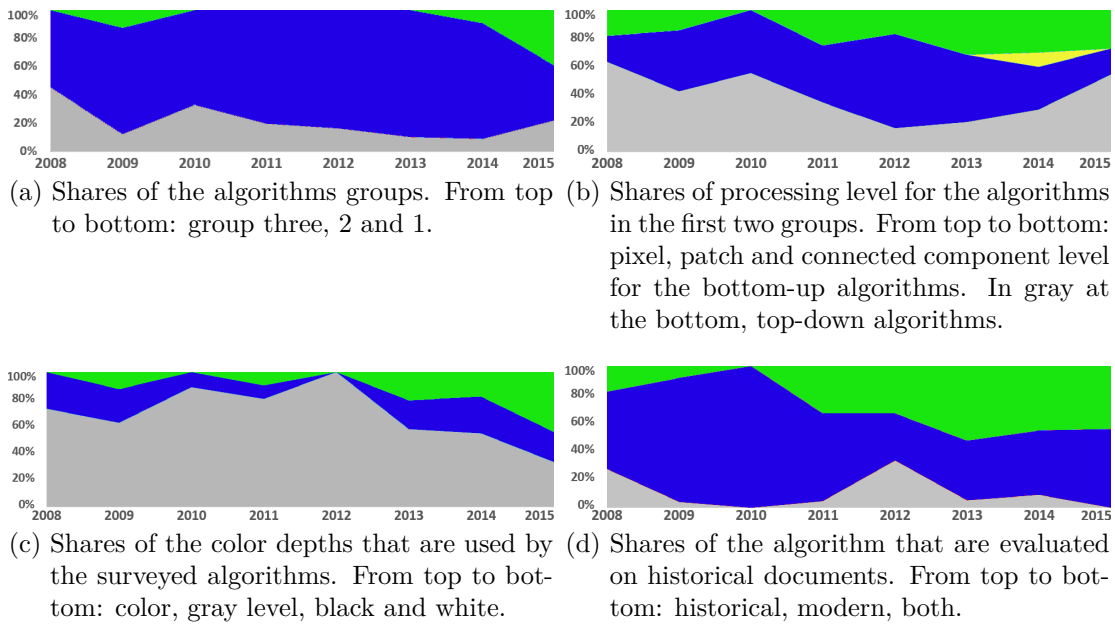 100%
80%
60%
40%
20%
0%
2008 2009 2010 2011 2012 2013 2014 2015
(a) Shares of the algorithms groups. From top
to bottom: group three, 2 and 1.
100%
80%
60%
40%
20%
0%
2008 2009 2010 2011 2012 2013 2014 2015
(b) Shares of processing level for the algorithms
in the first two groups. From top to bottom:
pixel, patch and connected component level
for the bottom-up algorithms. In gray at
the bottom, top-down algorithms.
100%
80%
60%
40%
20%
0%
2008 2009 2010 2011 2012 2013 2014 2015
(c) Shares of the color depths that are used by
the surveyed algorithms. From top to bot-
tom: color, gray level, black and white.
100%
80%
60%
40%
20%
0%
2008 2009 2010 2011 2012 2013 2014 2015
(d) Shares of the algorithm that are evaluated
on historical documents. From top to bot-
tom: historical, modern, both.